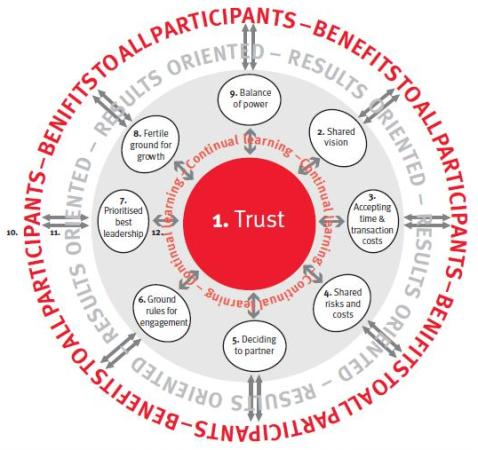 BENEFITS TO ALL PARTICIPANTS –
BENEFITS TO ALL PARTICIPANTS –
BENEFITS TO ALL PARTICIPANTS –
BENEFITS TO ALL PARTICIPANTS –
RESULTS ORIENTED –
RESULTS ORIENTED –
RESULTS ORIENTED –
RESULTS ORIENTED –
RESULTS ORIENTED –
Continual learning –
Continual learning –
Continual learning –
Continual learning –
1. Trust
2. Shared
vision
3.
Accepting
time &
transaction
costs
4. Shared
risks and
costs
5. Deciding
to partner
6. Ground
rules for
engagement
7.
Prioritised
best
leadership
8. Fertile
ground for
growth
9. Balance
of power
10.
11.
12.